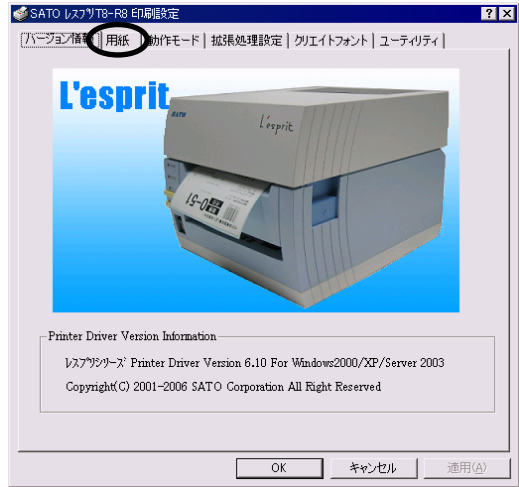 SATO ﾚｽﾌﾟﾘT8-R8 印刷設定
バージョン情報 用紙 動作モード 拡張処理設定 クリエイトフォント ユーティリティ
L'esprit
SATO
L'esprit
0-51
Printer Driver Version Information
ﾚｽﾌﾟﾘｼﾘｰｽﾞ Printer Driver Version 6.10 For Windows2000/XP/Server 2003
Copyright(C) 2001-2006 SATO Corporation All Right Reserved
OK キャンセル 適用(A)